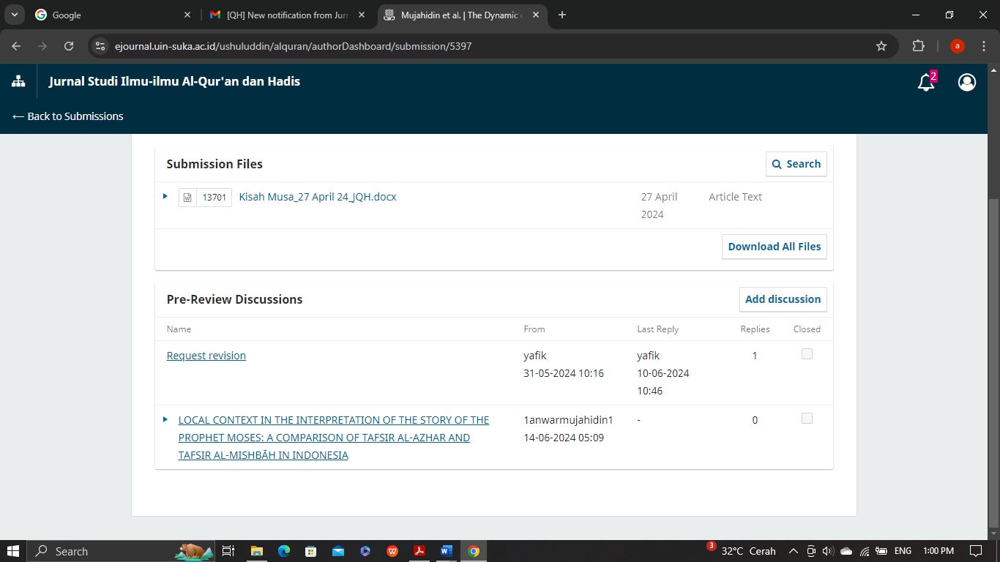 Google
[QH] New notification from Jur
Mujahidin et al. | The Dynamic
ejournal.uin-suka.ac.id/ushuluddin/alquran/authorDashboard/submission/5397
a
Jurnal Studi Ilmu-ilmu Al-Qur'an dan Hadis
2
← Back to Submissions
Submission Files
Search
13701 Kisah Musa_27 April 24_JQH.docx 27 April Article Text
2024
Download All Files
Pre-Review Discussions
Add discussion
Name From Last Reply Replies Closed
Request revision yafik yafik 1
31-05-2024 10:16 10-06-2024
10:46
LOCAL CONTEXT IN THE INTERPRETATION OF THE STORY OF THE 1anwarmujahidin1 - 0
PROPHET MOSES: A COMPARISON OF TAFSIR AL-AZHAR AND 14-06-2024 05:09
TAFSIR AL-MISHBĀH IN INDONESIA
Search
3 32°C Cerah ENG 1:00 PM